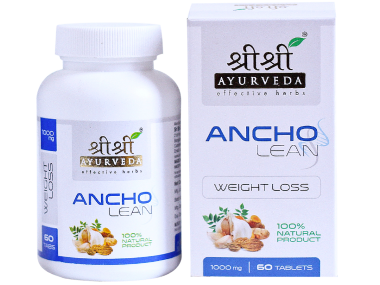 1000 mg
WEIGHT
LOSS
60
TABLETS
श्री श्री
AYURVEDA
effective herbs
ANCHO
LEAN
100%
NATURAL
PRODUCT
श्री श्री
AYURVEDA
effective herbs
ANCHO
LEAN
WEIGHT LOSS
100%
NATURAL
PRODUCT
1000 mg | 60 TABLETS